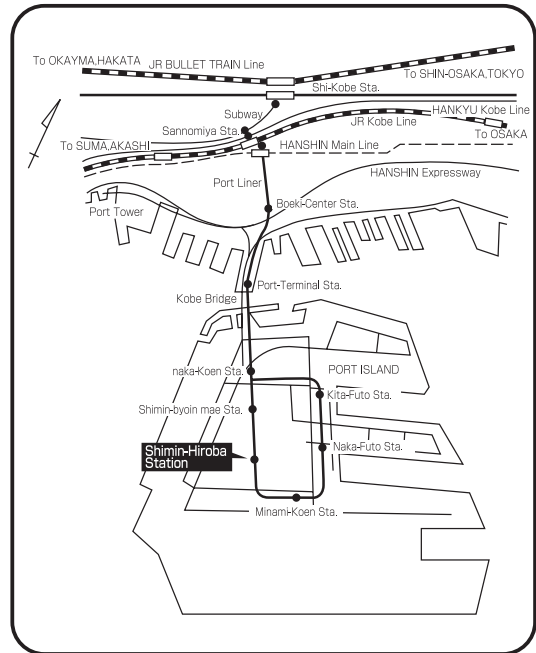 To OKAYMA,HAKATA
JR BULLET TRAIN Line
To SHIN-OSAKA,TOKYO
Shi-Kobe Sta.
Subway
HANKYU Kobe Line
Sannomiya Sta.
JR Kobe Line
To OSAKA
To SUMA,AKASHI
HANSHIN Main Line
Port Liner
HANSHIN Expressway
Port Tower
Boeki-Center Sta.
Port-Terminal Sta.
Kobe Bridge
naka-Koen Sta.
PORT ISLAND
Kita-Futo Sta.
Shimin-byoin mae Sta.
Shimin-Hiroba
Station
Naka-Futo Sta.
Minami-Koen Sta.